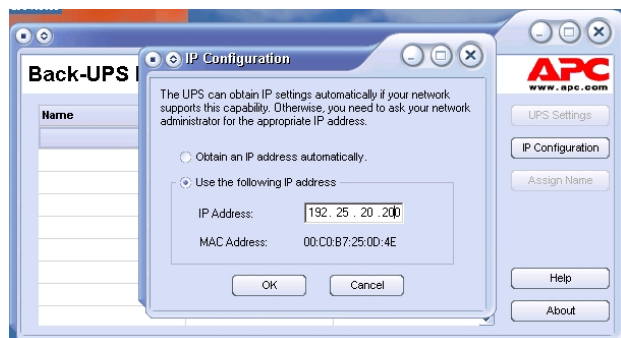 IP Configuration
Back-UPS
APC
www.apc.com
The UPS can obtain IP settings automatically if your network
supports this capability. Otherwise, you need to ask your network
administrator for the appropriate IP address.
Name
UPS Settings
IP Configuration
Obtain an IP address automatically.
Use the following IP address
Assign Name
IP Address: 192. 25 . 20 .200
MAC Address: 00:C0:B7:25:0D:4E
OK
Cancel
Help
About